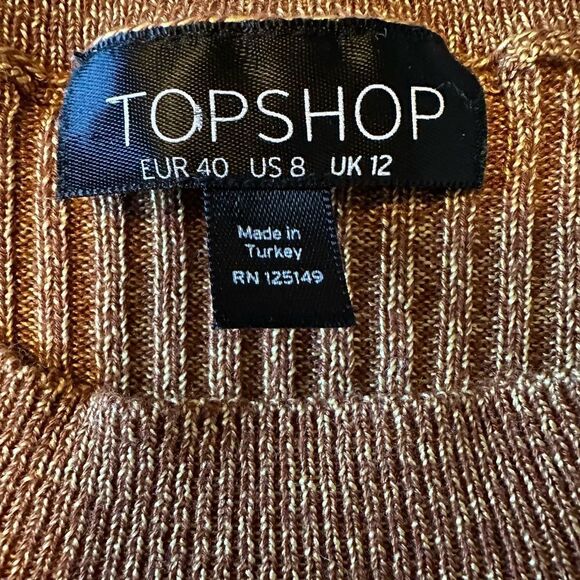 TOPSHOP
EUR 40 US 8 UK 12
Made in
Turkey
RN 125149